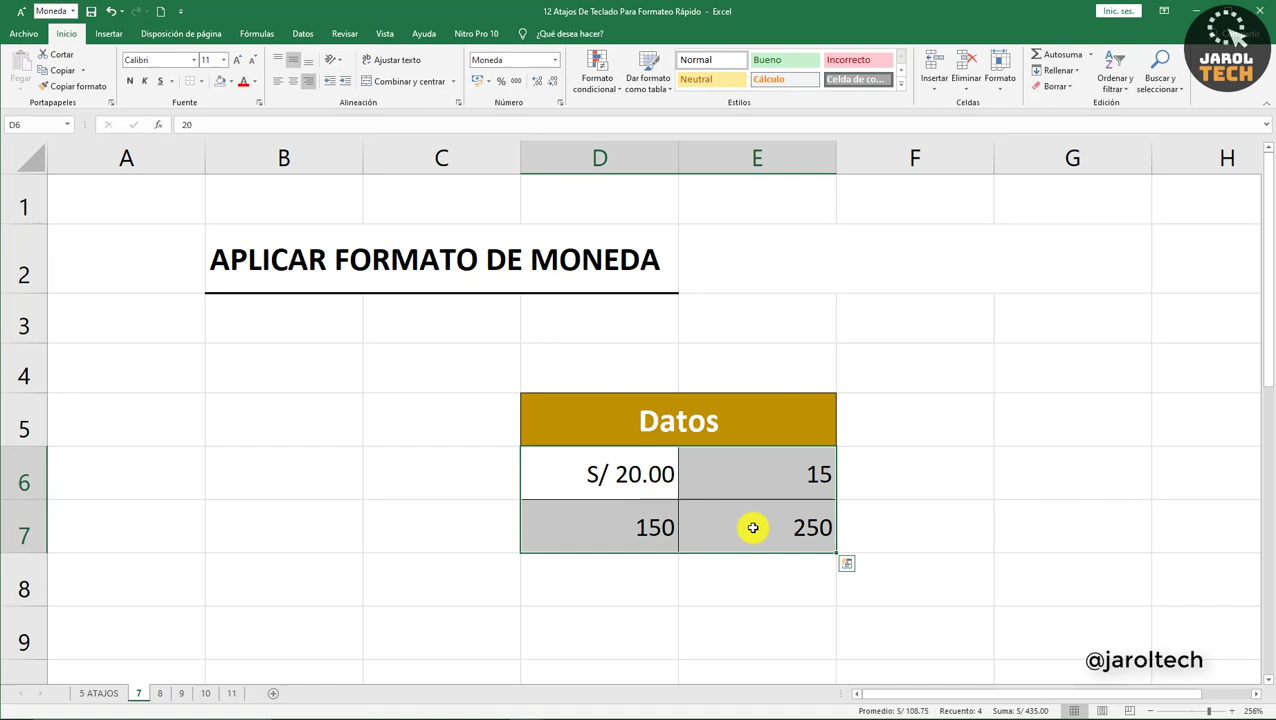 Moneda
12 Atajos De Teclado Para Formateo Rápido - Excel
Inic. ses.
Archivo Inicio Insertar Disposición de página Fórmulas Datos Revisar Vista Ayuda Nitro Pro 10 ¿Qué desea hacer? Compartir
Pegar
Cortar
Copiar
Copiar formato
Portapapeles
Calibri 11
N K S
Fuente
Ajustar texto
Combinar y centrar
Alineación
Moneda
% 000
Número
Formato condicional
Dar formato como tabla
Normal Bueno Incorrecto
Neutral Cálculo Celda de co...
Estilos
Insertar Eliminar Formato
Celdas
Autosuma
Rellenar
Borrar
Ordenar y filtrar
Buscar y seleccionar
Edición
JAROL
TECH
D6 fx 20
A B C D E F G H
1
2 APLICAR FORMATO DE MONEDA
3
4
5 Datos
6 S/ 20.00 15
7 150 250
8
9
@jaroltech
5 ATAJOS 7 8 9 10 11
Promedio: S/ 108.75 Recuento: 4 Suma: S/ 435.00 256%